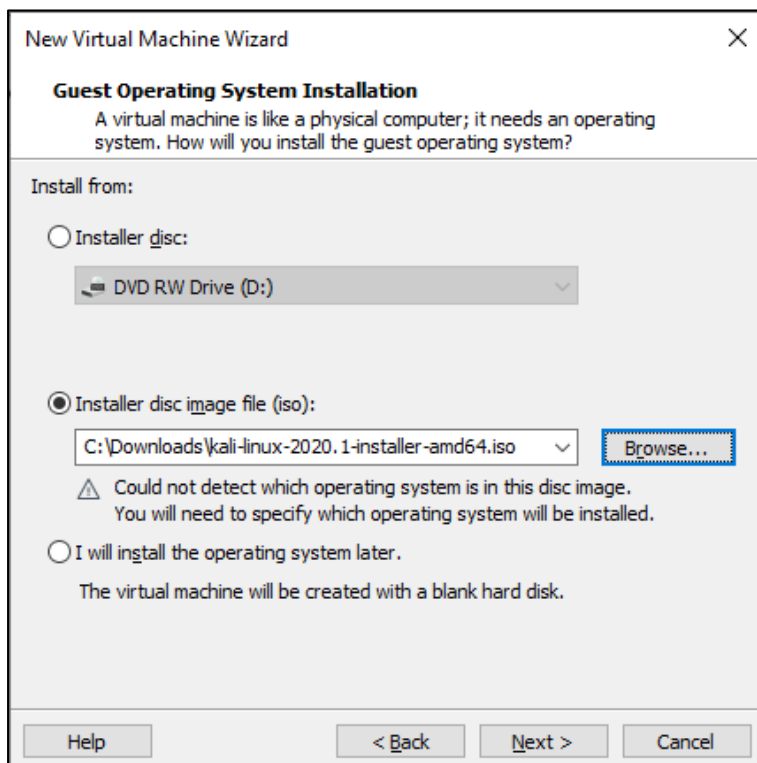 New Virtual Machine Wizard
Guest Operating System Installation
A virtual machine is like a physical computer; it needs an operating
system. How will you install the guest operating system?
Install from:
Installer disc:
DVD RW Drive (D:)
Installer disc image file (iso):
C:\Downloads\kali-linux-2020.1-installer-amd64.iso
Browse...
Could not detect which operating system is in this disc image.
You will need to specify which operating system will be installed.
I will install the operating system later.
The virtual machine will be created with a blank hard disk.
Help
< Back
Next >
Cancel